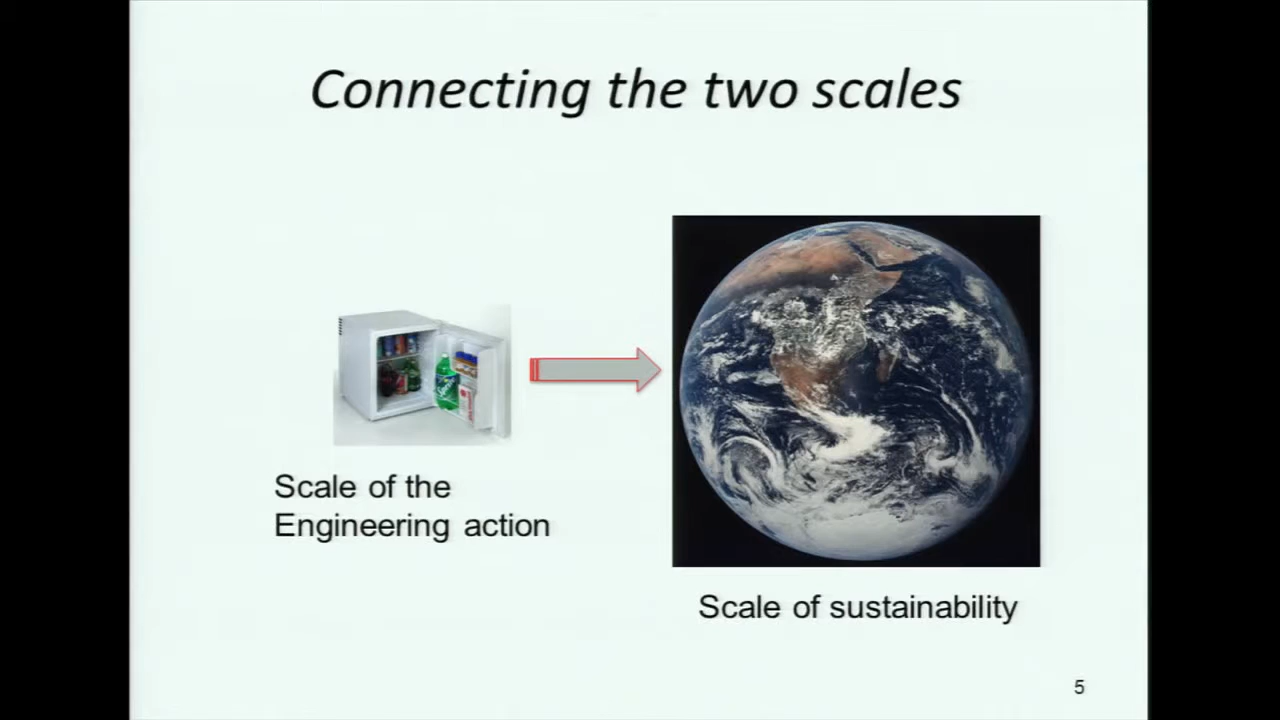 Connecting the two scales
Scale of the
Engineering action
Scale of sustainability
5